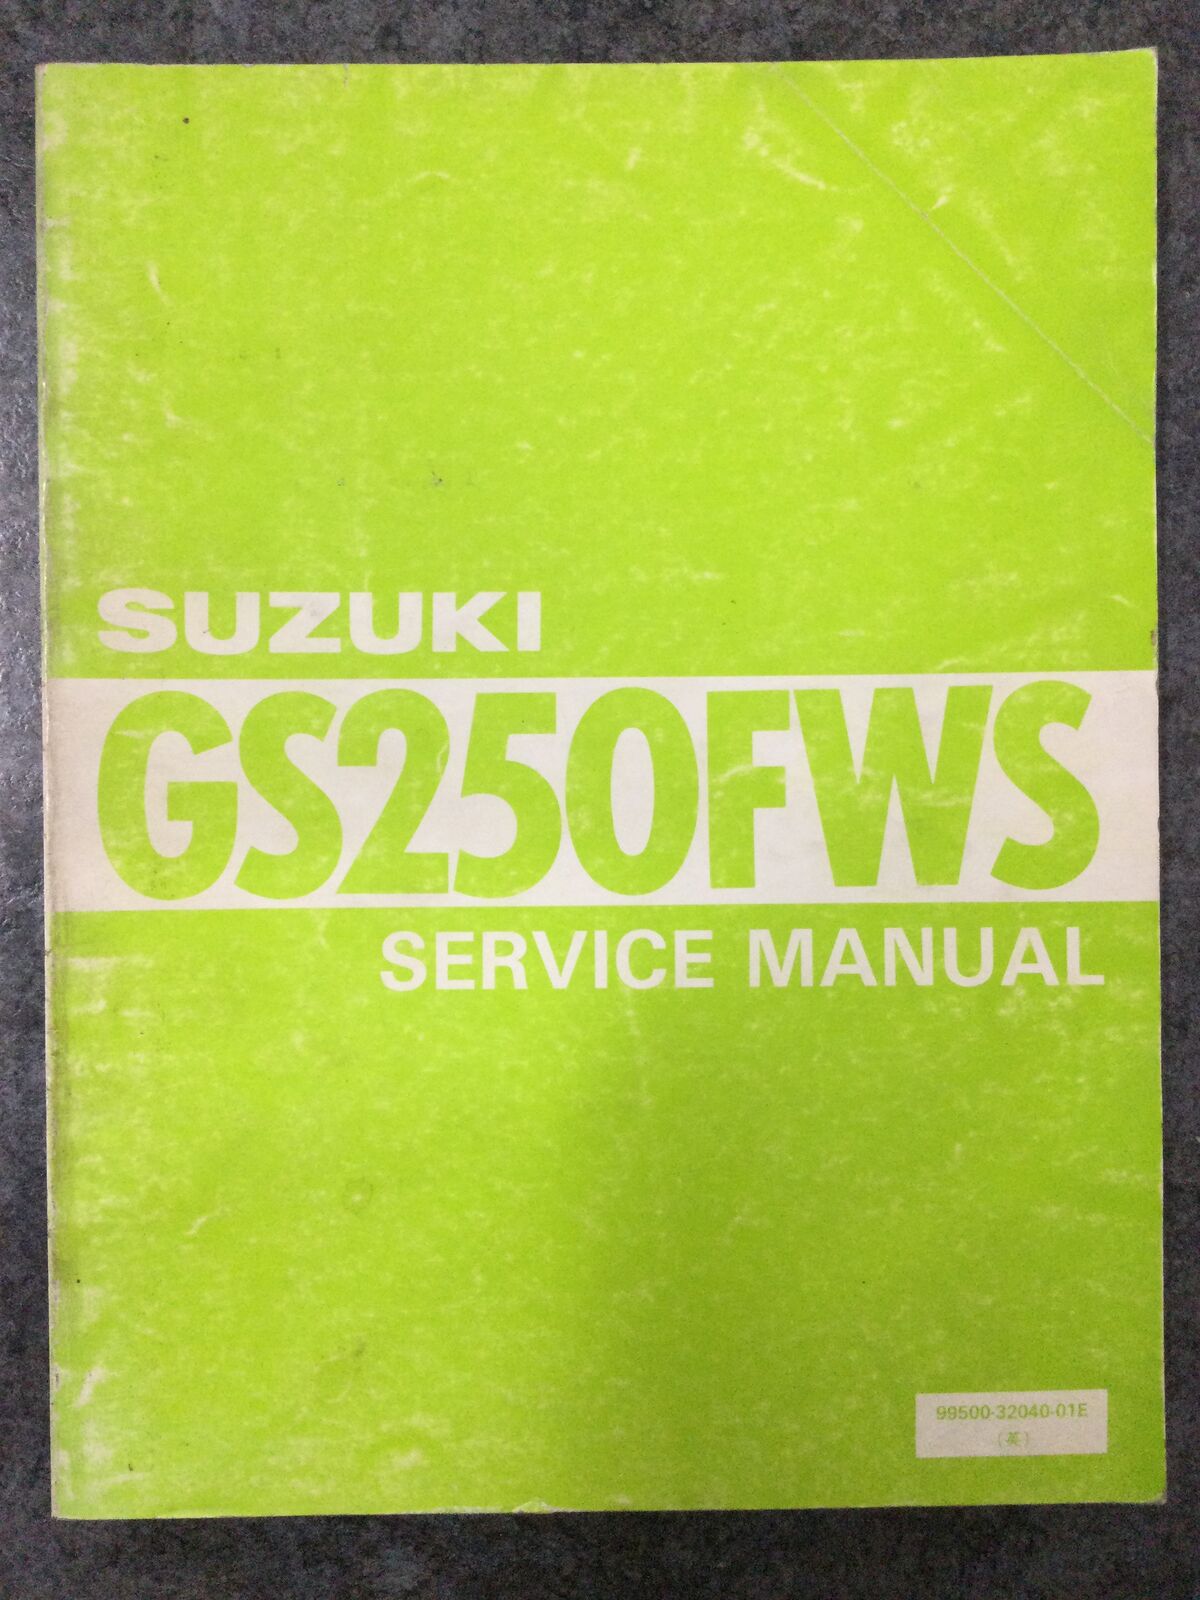 SUZUKI
GS250FWS
SERVICE MANUAL
99500-32040-01E
(英)